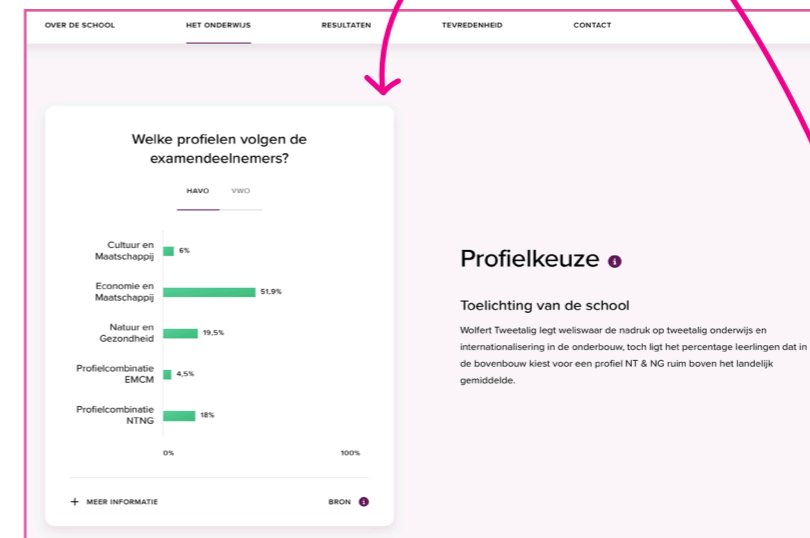 OVER DE SCHOOL
HET ONDERWIJS
RESULTATEN
TEVREDENHEID
CONTACT
Welke profielen volgen de
examendeelnemers?
HAVO
VWO
Cultuur en
Maatschappij
6%
Economie en
Maatschappij
51,9%
Natuur en
Gezondheid
19,5%
Profielcombinatie
EMCM
4,5%
Profielcombinatie
NTNG
18%
0%
100%
+ MEER INFORMATIE
BRON i
Profielkeuze i
Toelichting van de school
Wolfert Tweetalig legt weliswaar de nadruk op tweetalig onderwijs en
internationalisering in de onderbouw, toch ligt het percentage leerlingen dat in
de bovenbouw kiest voor een profiel NT & NG ruim boven het landelijk
gemiddelde.